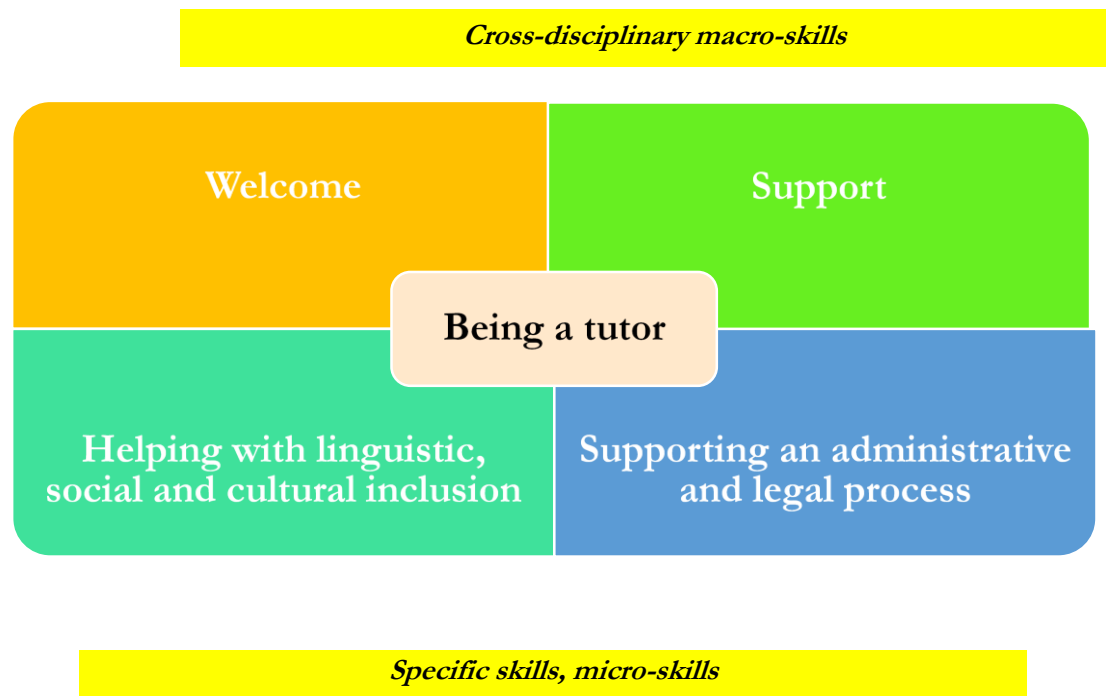 Cross-disciplinary macro-skills
Welcome
Support
Being a tutor
Helping with linguistic,
social and cultural inclusion
Supporting an administrative
and legal process
Specific skills, micro-skills